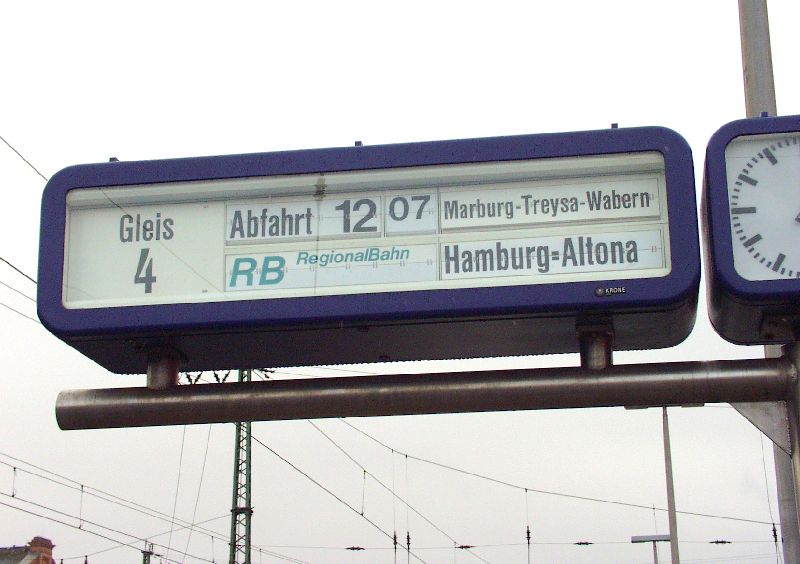 Gleis
4
Abfahrt 12 07
RB RegionalBahn
Marburg-Treysa-Wabern
Hamburg-Altona
KRONE